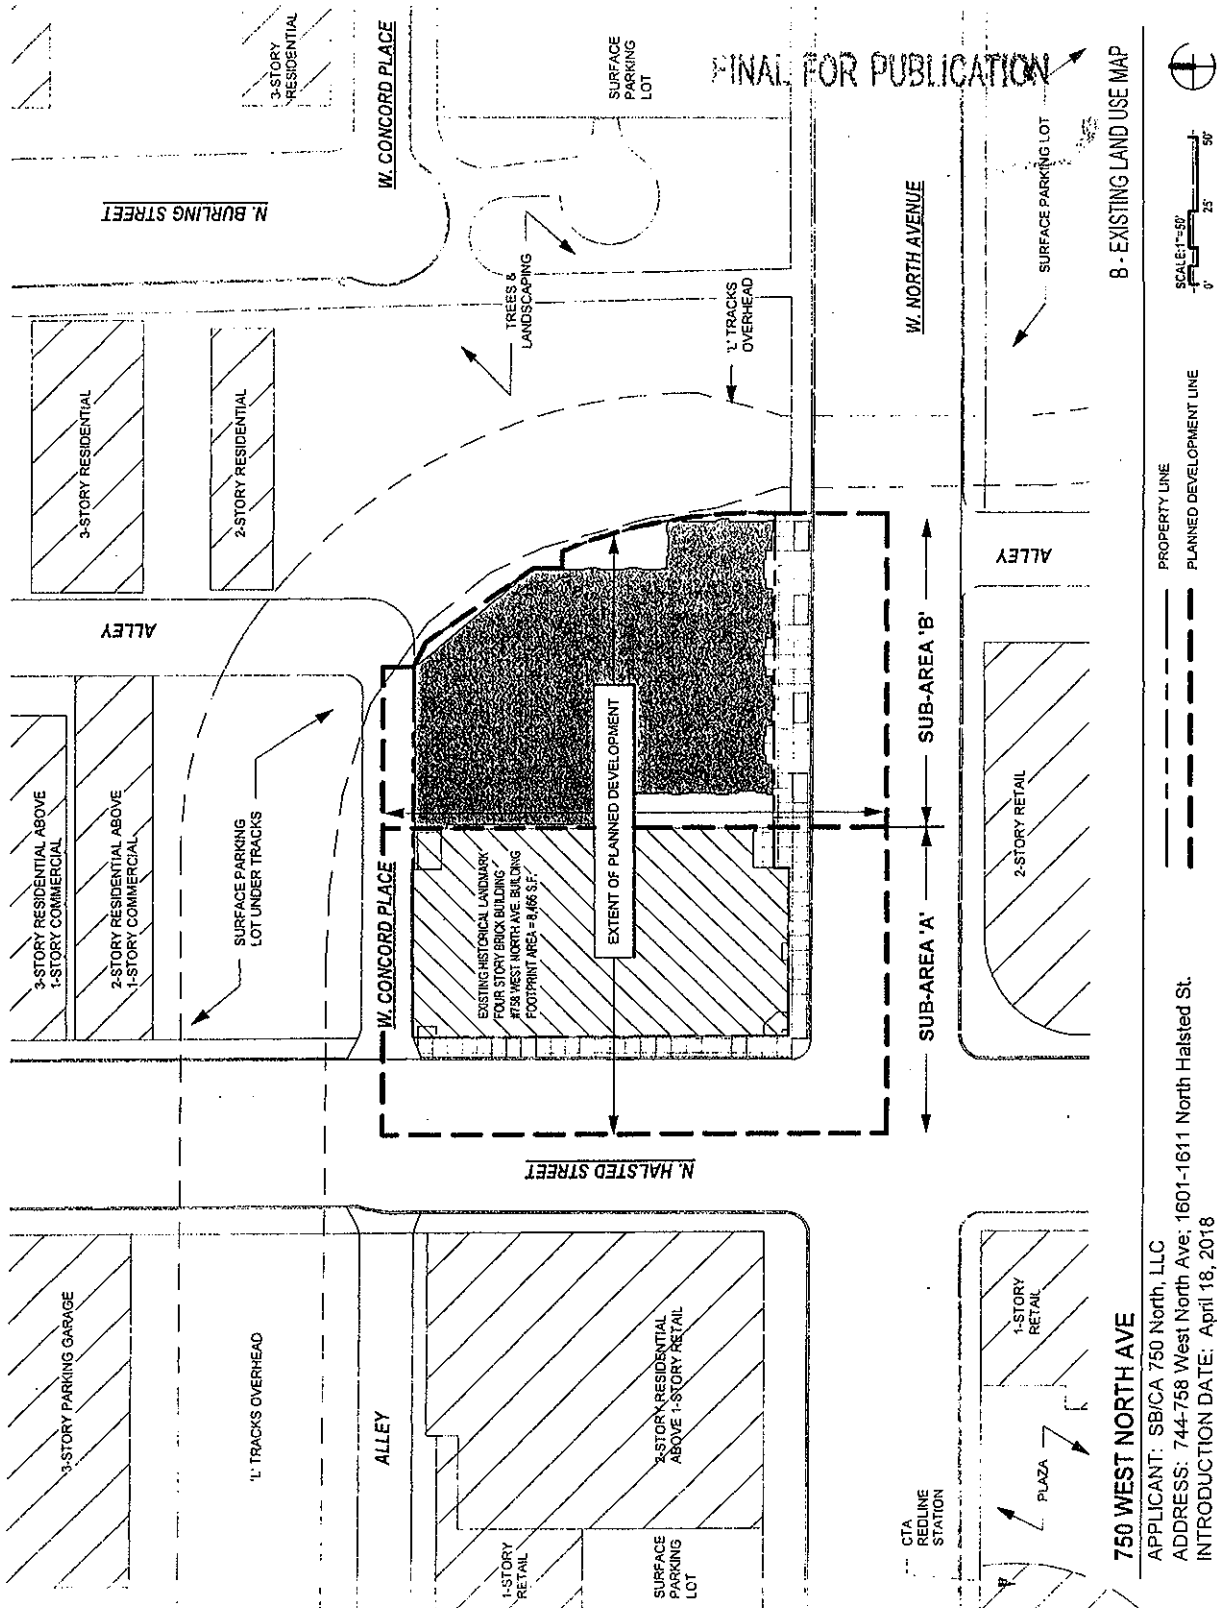 3-STORY PARKING GARAGE
'L' TRACKS OVERHEAD
ALLEY
1-STORY
RETAIL
SURFACE
PARKING
LOT
2-STORY RESIDENTIAL
ABOVE 1-STORY RETAIL
CTA
REDLINE
STATION
PLAZA
1-STORY
RETAIL
N. HALSTED STREET
3-STORY RESIDENTIAL ABOVE
1-STORY COMMERCIAL
2-STORY RESIDENTIAL ABOVE
1-STORY COMMERCIAL
SURFACE PARKING
LOT UNDER TRACKS
W. CONCORD PLACE
EXISTING HISTORICAL LANDMARK
FOUR STORY BRICK BUILDING
#758 WEST NORTH AVE. BUILDING
FOOTPRINT AREA = 8,466 S.F.
EXTENT OF PLANNED DEVELOPMENT
SUB-AREA 'A'
SUB-AREA 'B'
2-STORY RETAIL
ALLEY
ALLEY
3-STORY RESIDENTIAL
2-STORY RESIDENTIAL
TREES &
LANDSCAPING
'L' TRACKS
OVERHEAD
N. BURLING STREET
W. CONCORD PLACE
3-STORY
RESIDENTIAL
SURFACE
PARKING
LOT
FINAL FOR PUBLICATION
W. NORTH AVENUE
SURFACE PARKING LOT
8 - EXISTING LAND USE MAP
750 WEST NORTH AVE
APPLICANT: SB/CA 750 North, LLC
ADDRESS: 744-758 West North Ave; 1601-1611 North Halsted St.
INTRODUCTION DATE: April 18, 2018
PROPERTY LINE
PLANNED DEVELOPMENT LINE
SCALE:1"=50'
0' 25' 50'